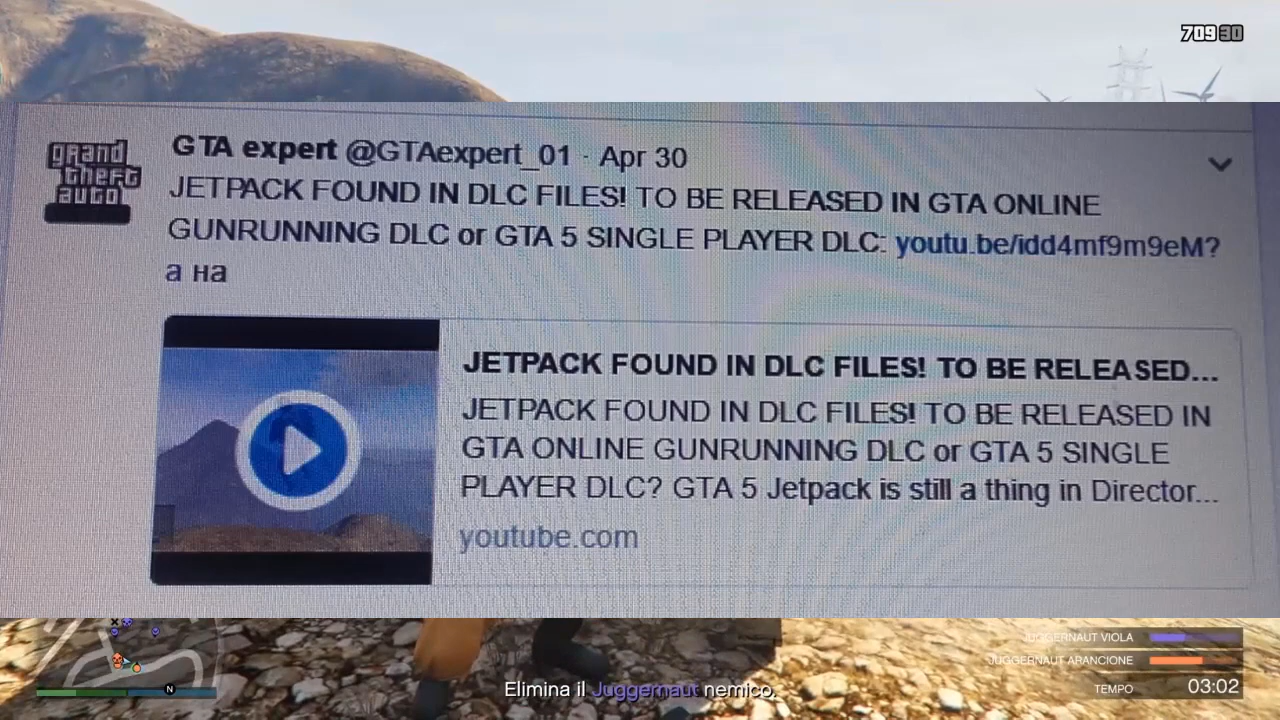 70930
grand
theft
auto
GTA expert @GTAexpert_01 · Apr 30
JETPACK FOUND IN DLC FILES! TO BE RELEASED IN GTA ONLINE
GUNRUNNING DLC or GTA 5 SINGLE PLAYER DLC: youtu.be/idd4mf9m9eM?
а на
JETPACK FOUND IN DLC FILES! TO BE RELEASED...
JETPACK FOUND IN DLC FILES! TO BE RELEASED IN
GTA ONLINE GUNRUNNING DLC or GTA 5 SINGLE
PLAYER DLC? GTA 5 Jetpack is still a thing in Director...
youtube.com
N
Elimina il Juggernaut nemico.
JUGGERNAUT VIOLA
JUGGERNAUT ARANCIONE
TEMPO 03:02